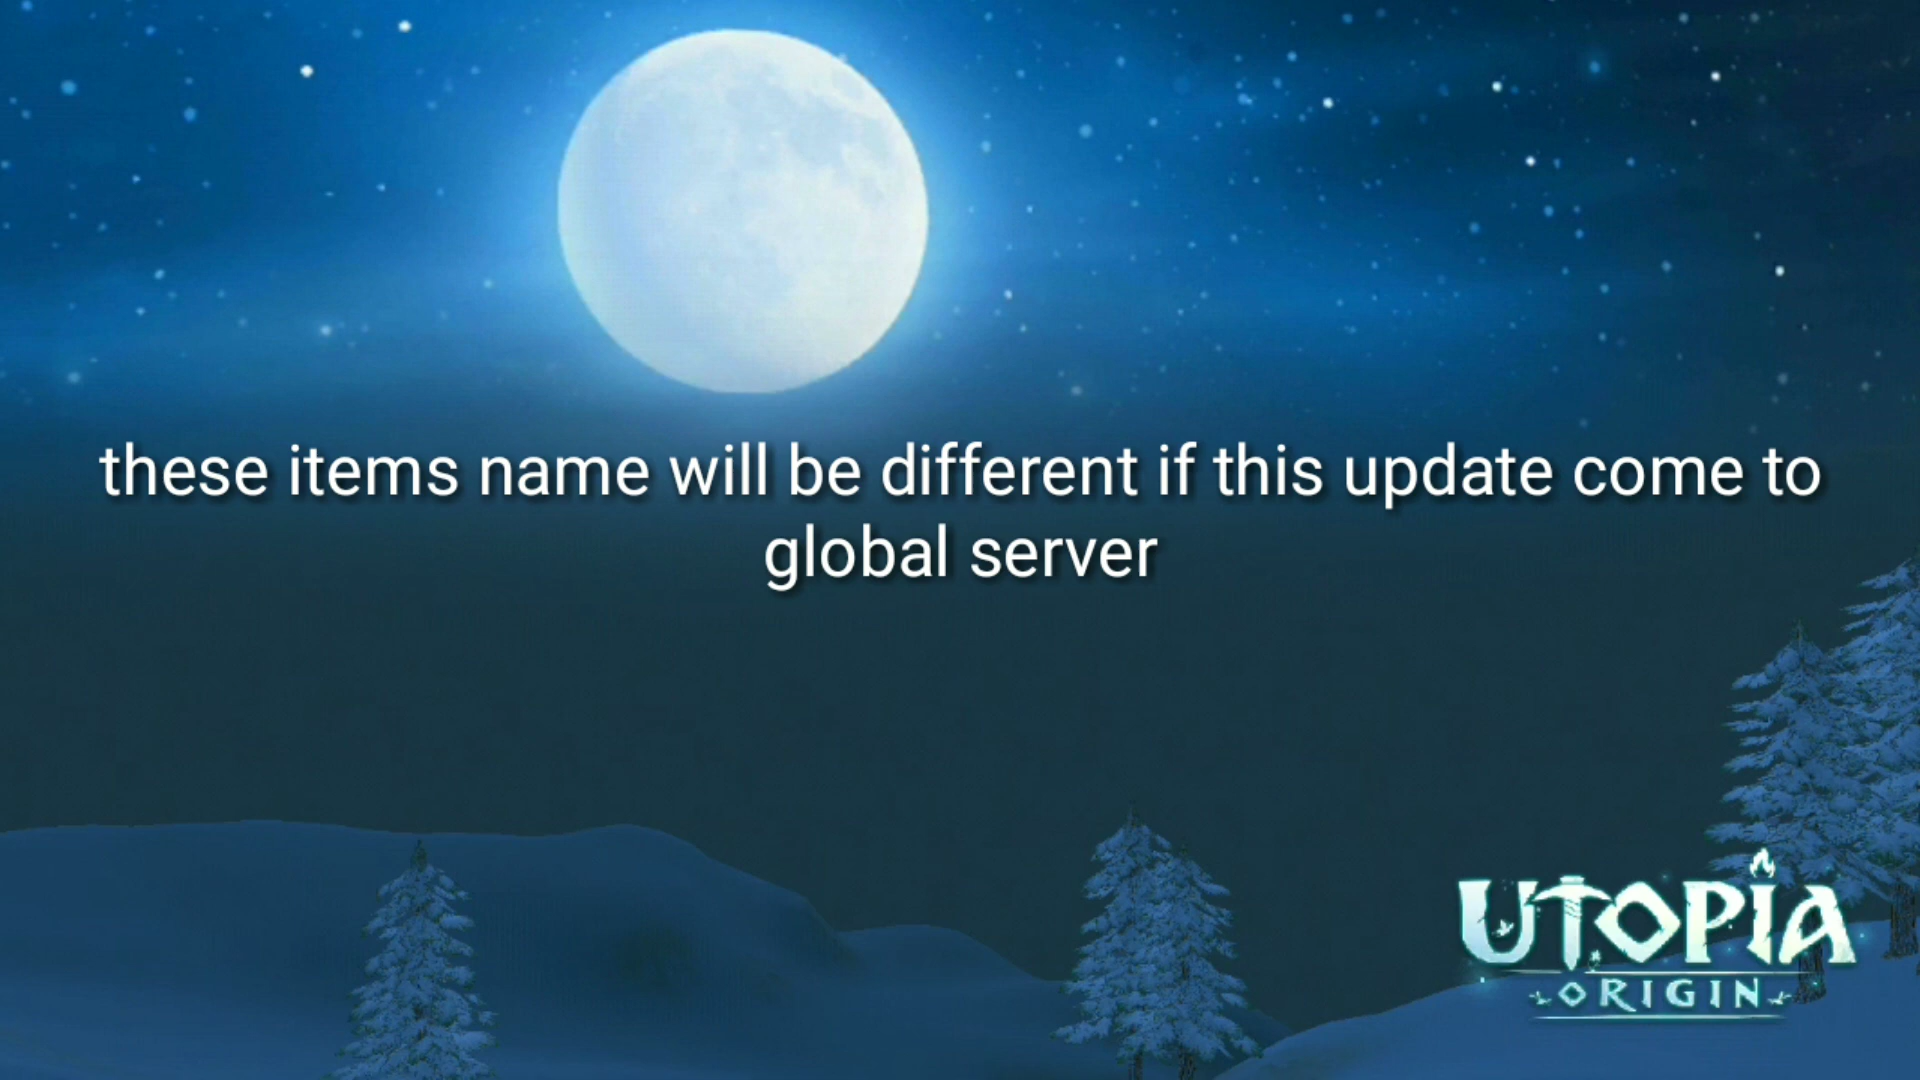 these items name will be different if this update come to
global server
UTOPIA
ORIGIN